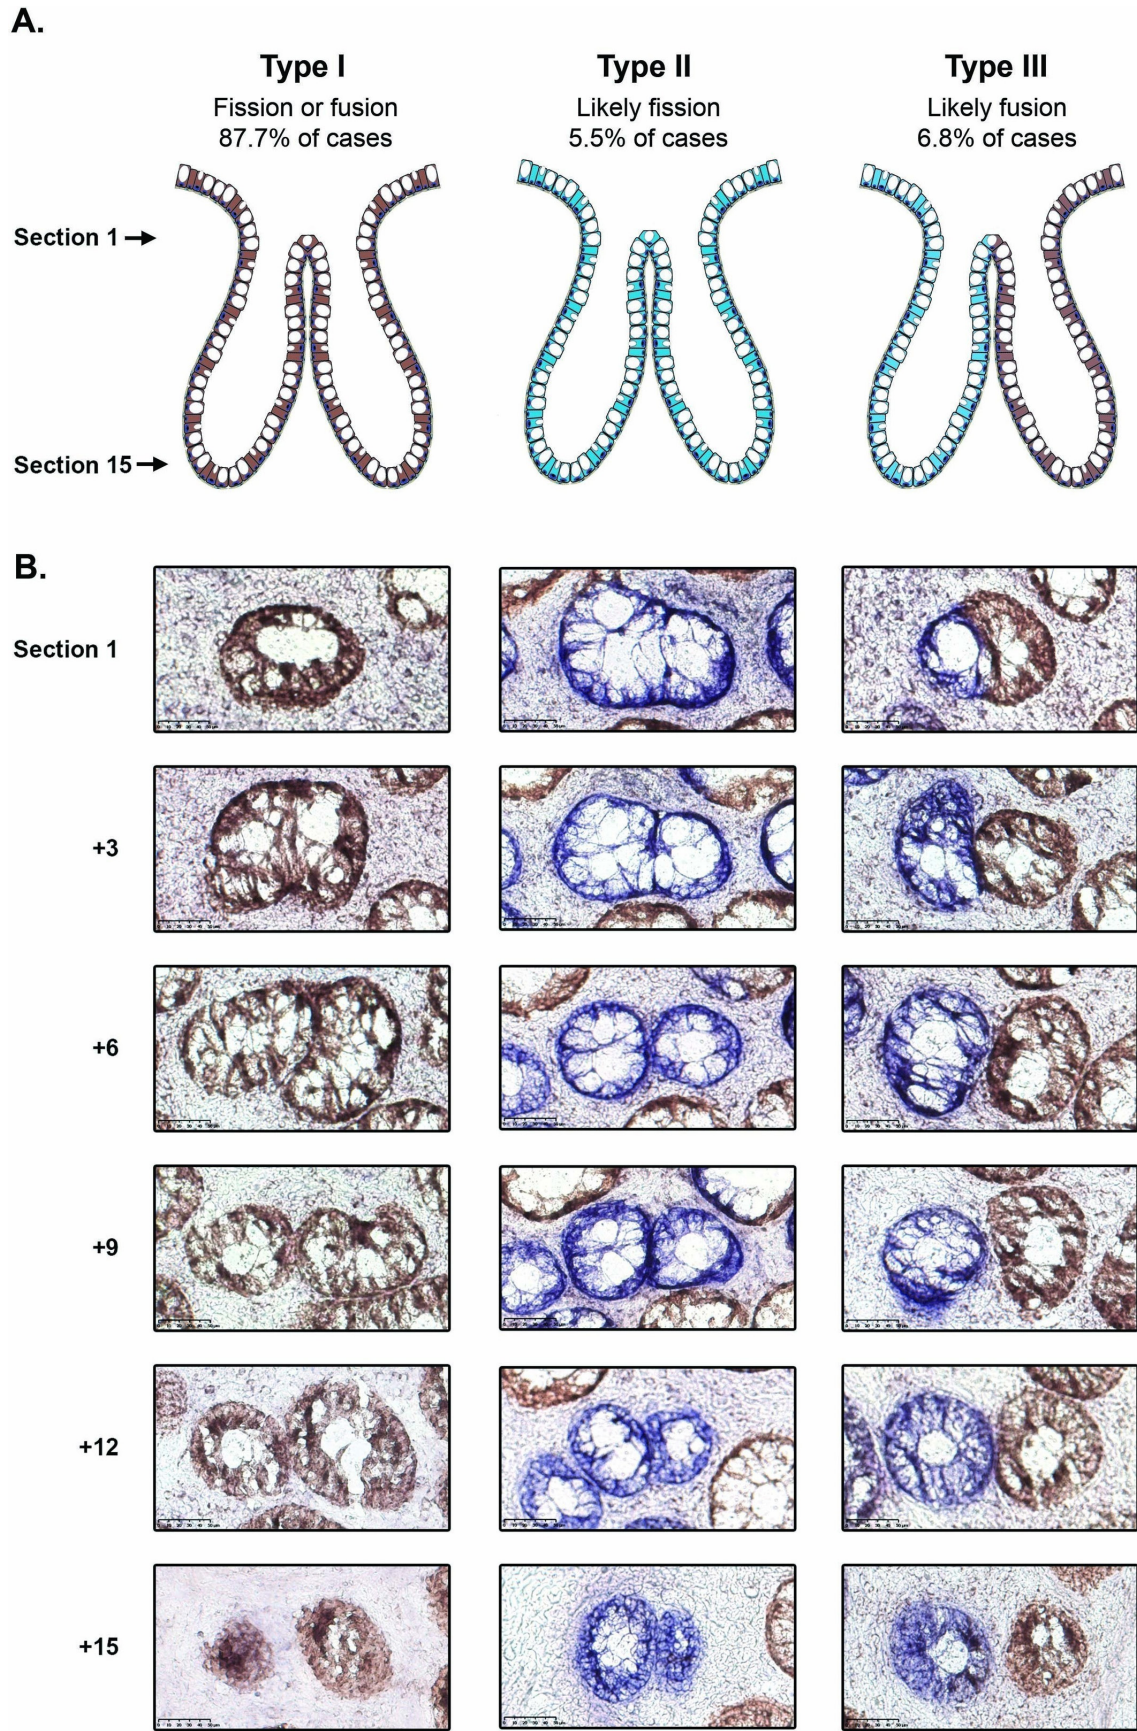 A.
Type I
Type II
Type III
Fission or fusion
87.7% of cases
Likely fission
5.5% of cases
Likely fusion
6.8% of cases
Section 1
Section 15
B.
Section 1
+3
+6
+9
+12
+15